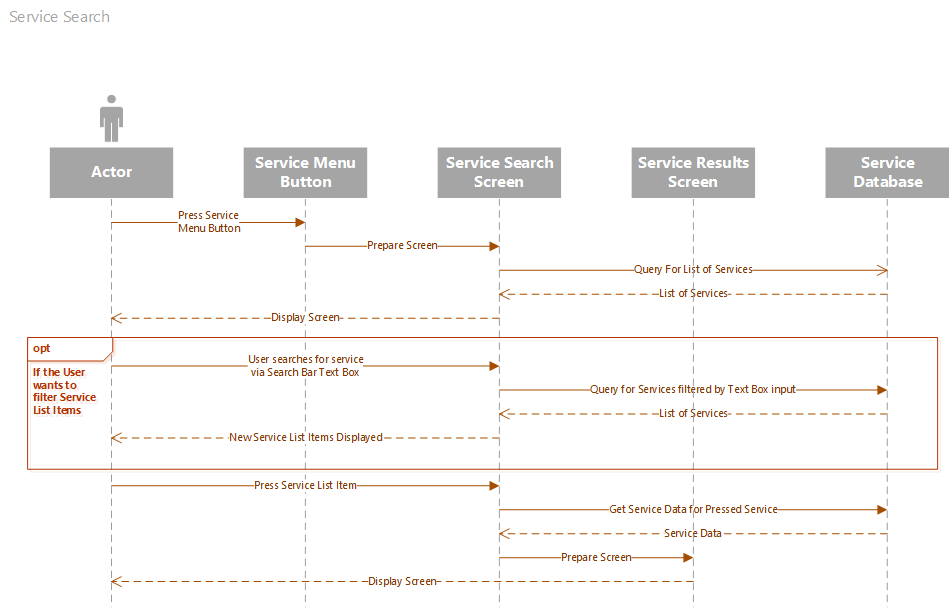 Service Search
Actor
Service Menu
Button
Service Search
Screen
Service Results
Screen
Service
Database
Press Service
Menu Button
Prepare Screen
Query For List of Services
List of Services
Display Screen
opt
If the User
wants to
filter Service
List Items
User searches for service
via Search Bar Text Box
Query for Services filtered by Text Box input
List of Services
New Service List Items Displayed
Press Service List Item
Get Service Data for Pressed Service
Service Data
Prepare Screen
Display Screen